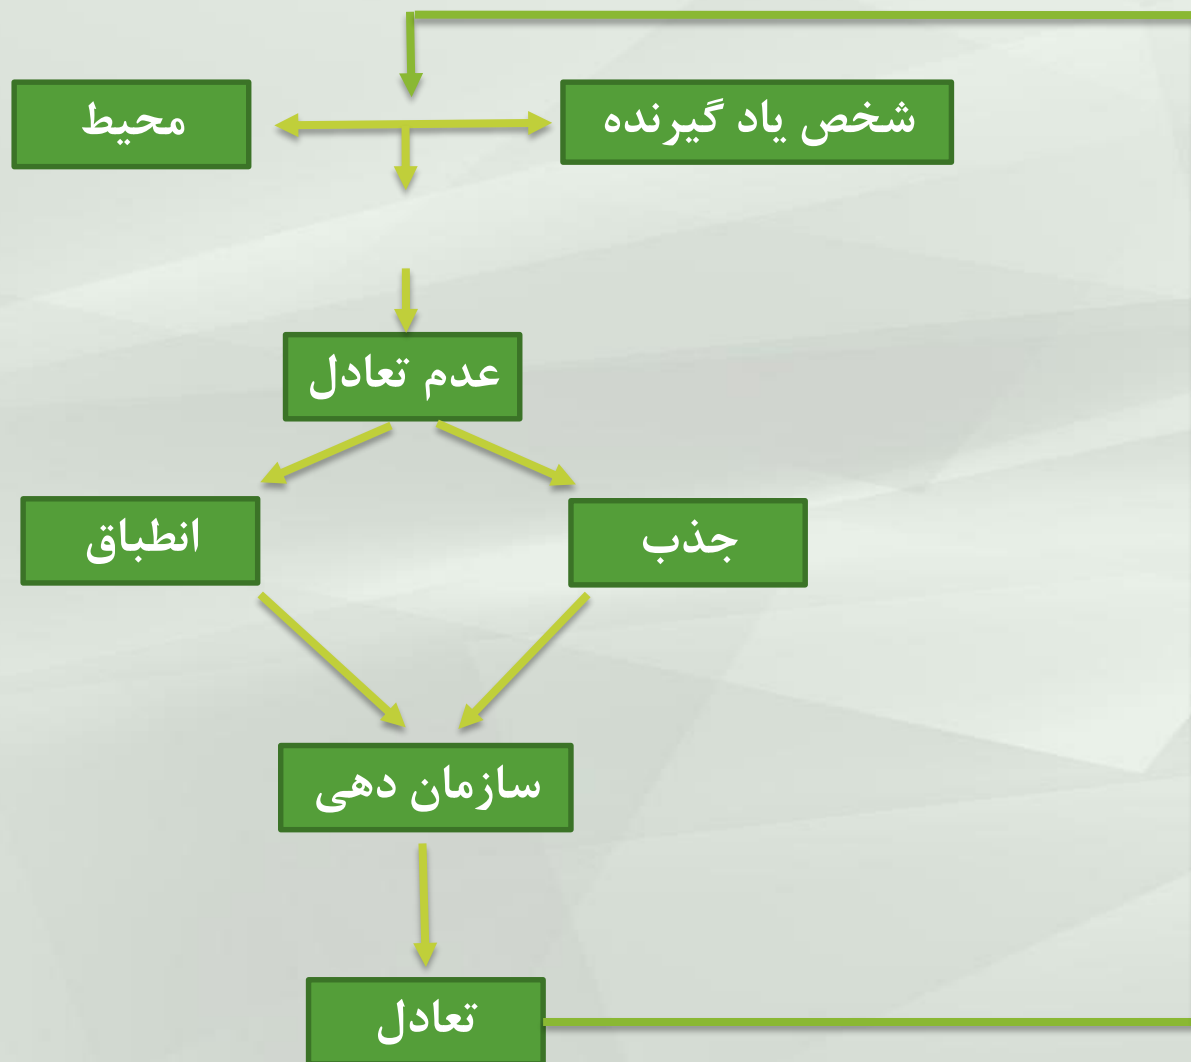 شخص یاد گیرنده
محیط
عدم تعادل
جذب
انطباق
سازمان دهی
تعادل